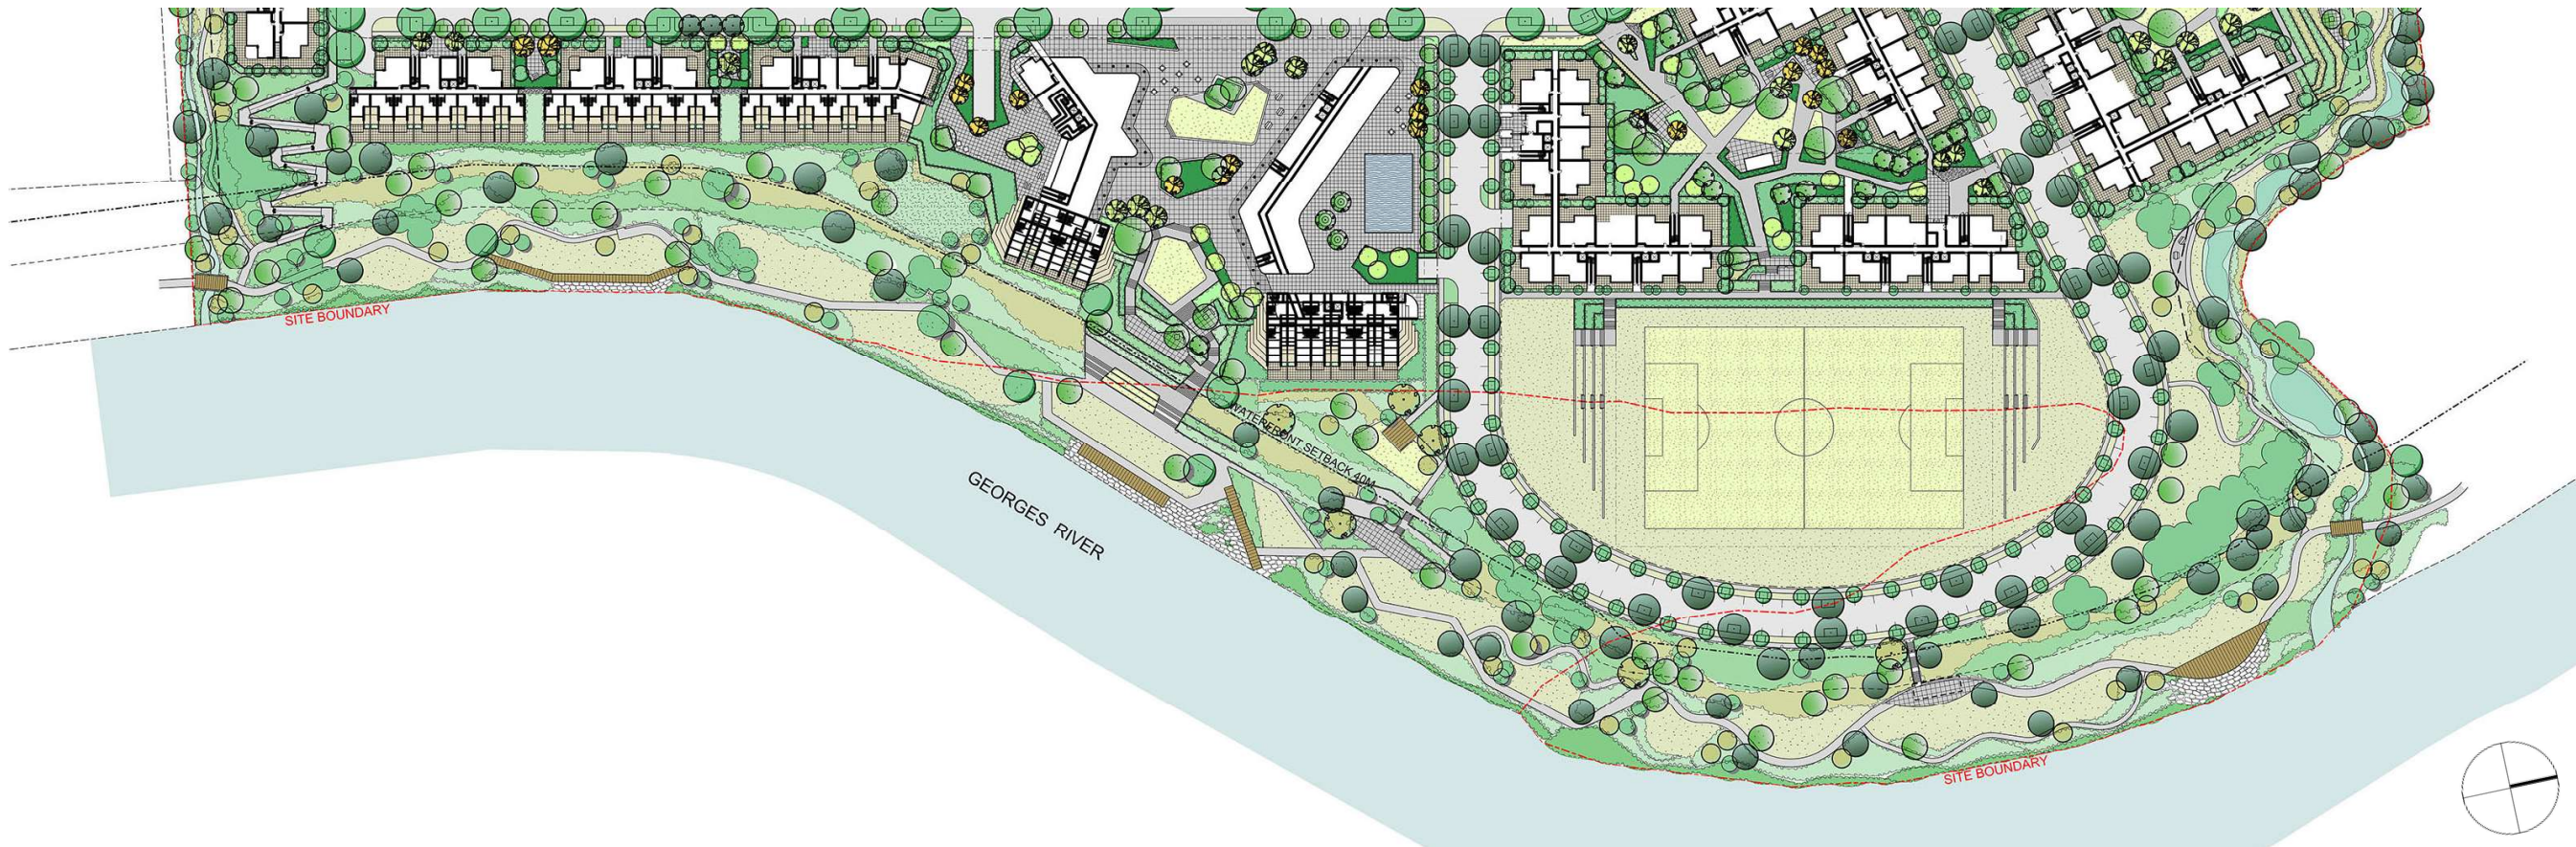 SITE BOUNDARY
WATERFRONT SETBACK 40M
GEORGES RIVER
SITE BOUNDARY